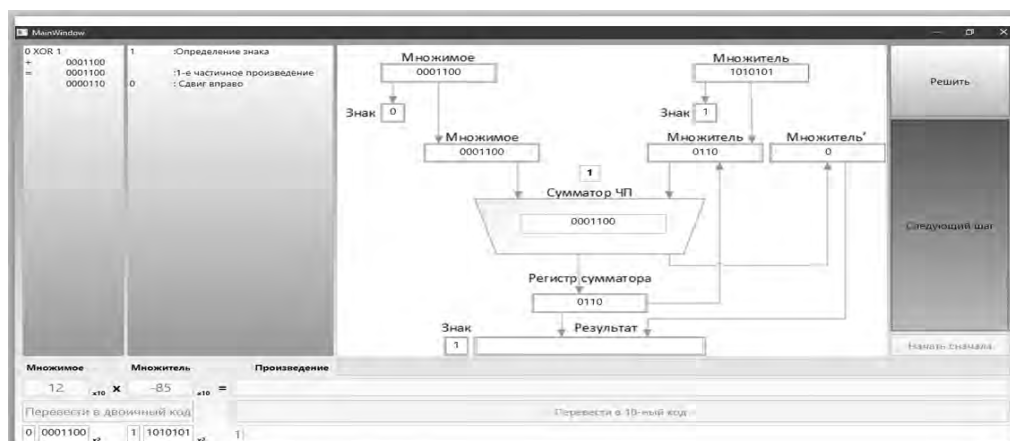 MainWindow
0 XOR 1 1 :Определение знака
+ 0001100
= 0001100 :1-е частичное произведение
0000110 0 : Сдвиг вправо
Множимое Множитель
0001100 1010101
Знак 0 Знак 1
Множимое Множитель Множитель'
0001100 0110 0
1
Сумматор ЧП
0001100
Регистр сумматора
0110
Знак Результат
1
Решить
Следующий шаг
Начать сначала
Множимое Множитель Произведение
12 x10 x -85 x10 =
Перевести в двоичный код Перевести в 10-ный код
0 0001100 x2 1 1010101 x2 1